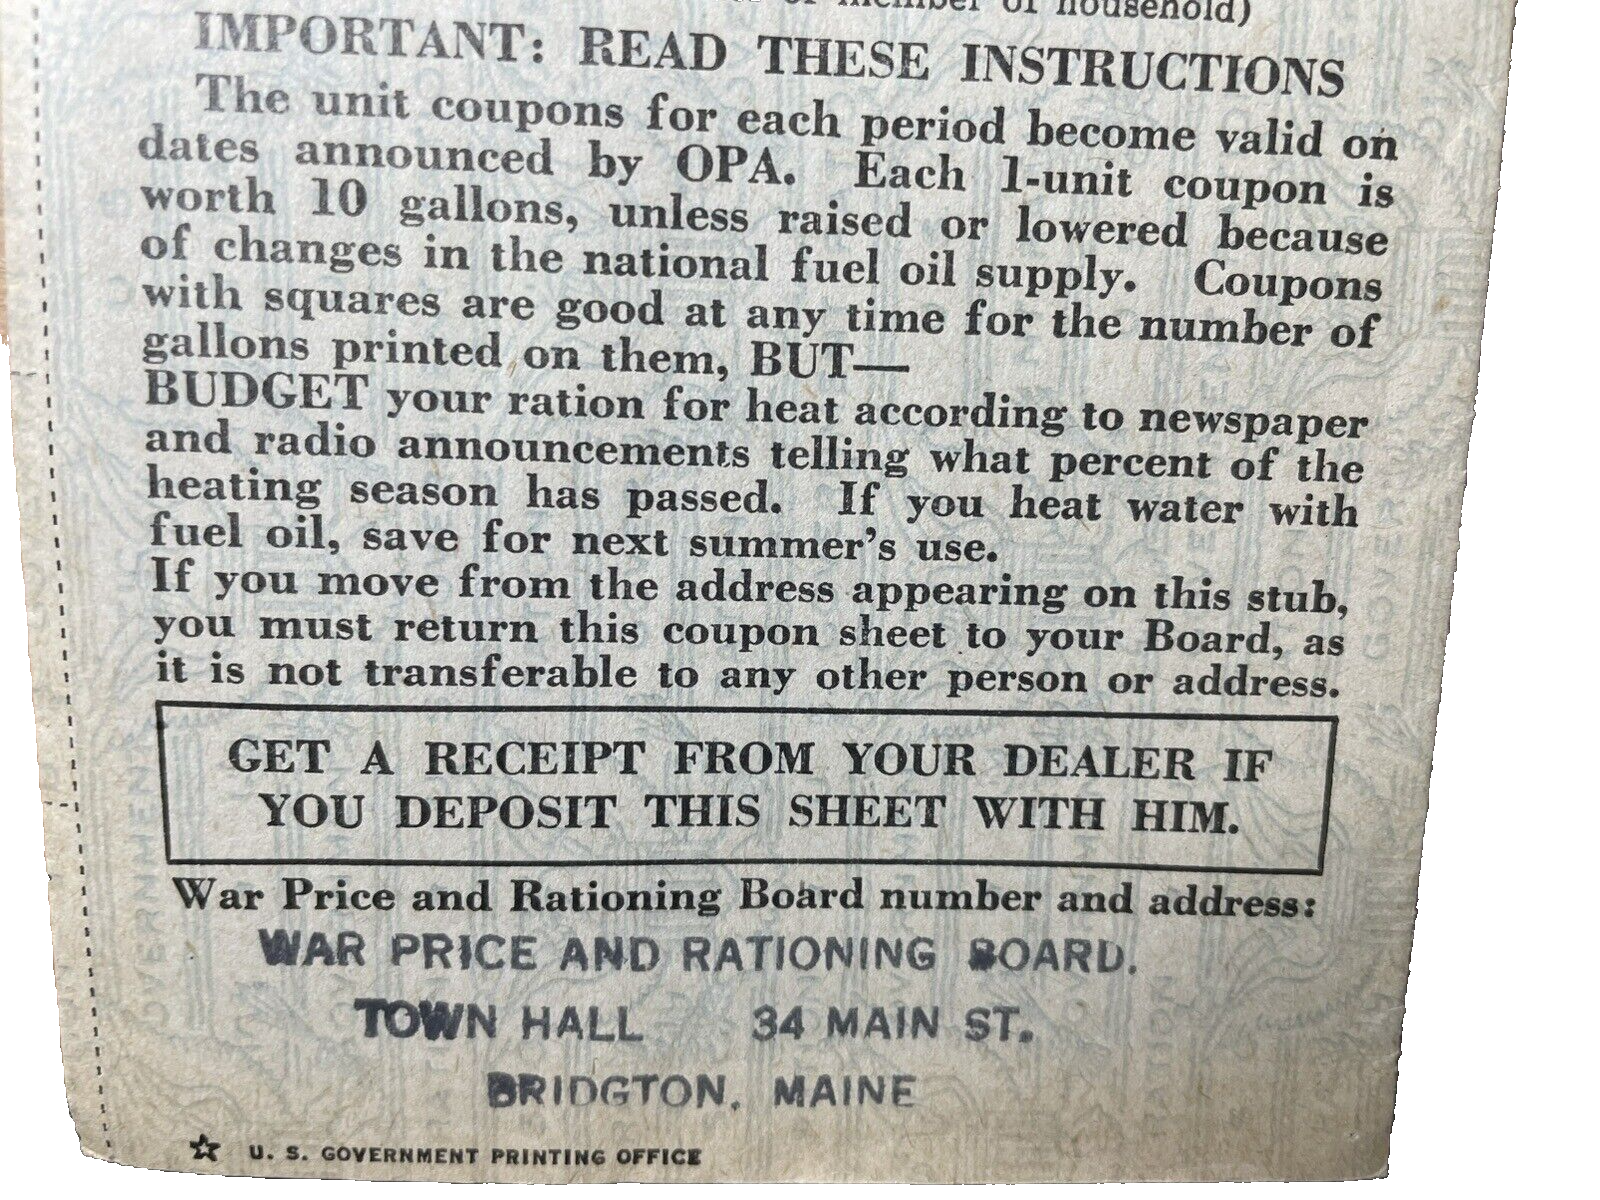 of member of household)
IMPORTANT: READ THESE INSTRUCTIONS
The unit coupons for each period become valid on
dates announced by OPA. Each 1-unit coupon is
worth 10 gallons, unless raised or lowered because
of changes in the national fuel oil supply. Coupons
with squares are good at any time for the number of
gallons printed on them, BUT—
BUDGET your ration for heat according to newspaper
and radio announcements telling what percent of the
heating season has passed. If you heat water with
fuel oil, save for next summer's use.
If you move from the address appearing on this stub,
you must return this coupon sheet to your Board, as
it is not transferable to any other person or address.
GET A RECEIPT FROM YOUR DEALER IF
YOU DEPOSIT THIS SHEET WITH HIM.
War Price and Rationing Board number and address:
WAR PRICE AND RATIONING BOARD.
TOWN HALL 34 MAIN ST.
BRIDGTON, MAINE
☆ U. S. GOVERNMENT PRINTING OFFICE